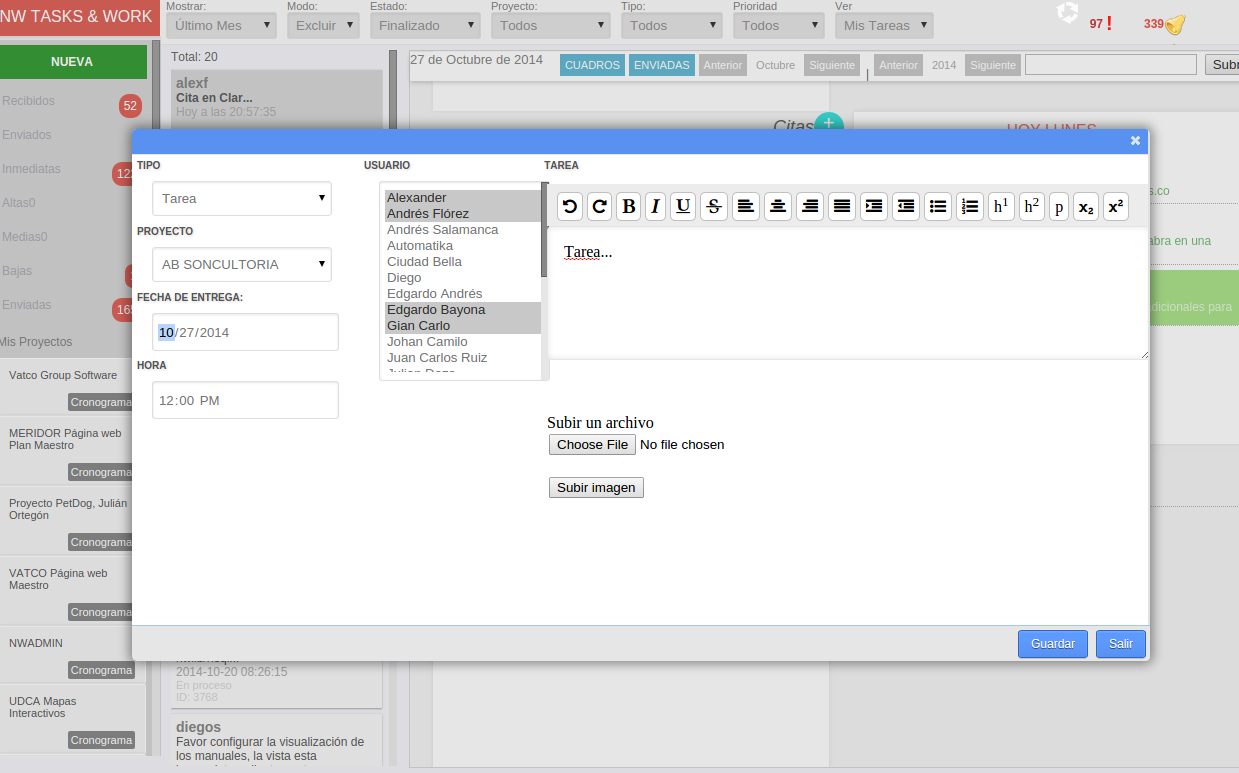 NW TASKS & WORK
Mostrar: Modo: Estado: Proyecto: Tipo: Prioridad Ver
Último Mes Excluir Finalizado Todos Todos Todos Mis Tareas
97 ! 339
NUEVA
Recibidos 52
Enviados
Inmediatas
Altas0
Medias0
Bajas
Enviadas
Mis Proyectos
Vatco Group Software
Cronograma
MERIDOR Página web
Plan Maestro
Cronograma
Proyecto PetDog, Julián
Ortegón
Cronograma
VATCO Página web
Maestro
Cronograma
NWADMIN
Cronograma
UDCA Mapas
Interactivos
Cronograma
Total: 20
alexf
Cita en Clar...
Hoy a las 20:57:35
2014-10-20 08:26:15
En proceso
ID: 3768
diegos
Favor configurar la visualización de
los manuales, la vista esta
27 de Octubre de 2014 CUADROS ENVIADAS Anterior Octubre Siguiente Anterior 2014 Siguiente Subi
Citas +
HOY LUNES
s.co
abra en una
dicionales para
TIPO
Tarea
PROYECTO
AB SONCULTORIA
FECHA DE ENTREGA:
10/27/2014
HORA
12:00 PM
USUARIO
Alexander
Andrés Flórez
Andrés Salamanca
Automatika
Ciudad Bella
Diego
Edgardo Andrés
Edgardo Bayona
Gian Carlo
Johan Camilo
Juan Carlos Ruiz
TAREA
B I U S h1 h2 p x2 x2
Tarea...
Subir un archivo
Choose File No file chosen
Subir imagen
Guardar Salir